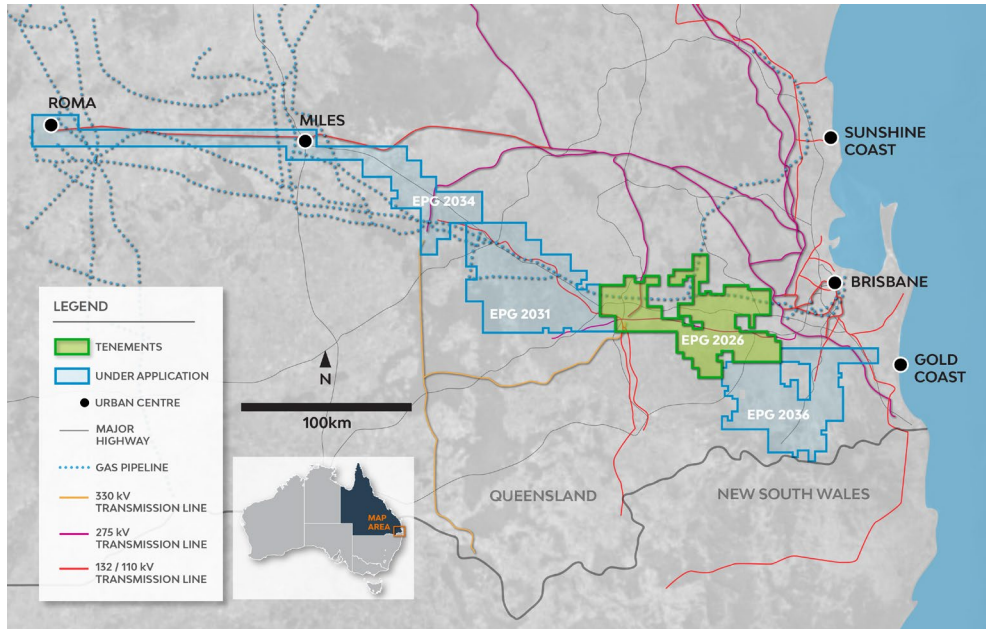 ROMA
MILES
SUNSHINE
COAST
EPG 2034
BRISBANE
EPG 2031
EPG 2026
GOLD
COAST
EPG 2036
N
100km
QUEENSLAND
NEW SOUTH WALES
LEGEND
TENEMENTS
UNDER APPLICATION
URBAN CENTRE
MAJOR
HIGHWAY
GAS PIPELINE
330 kV
TRANSMISSION LINE
275 kV
TRANSMISSION LINE
132 / 110 kV
TRANSMISSION LINE
MAP
AREA